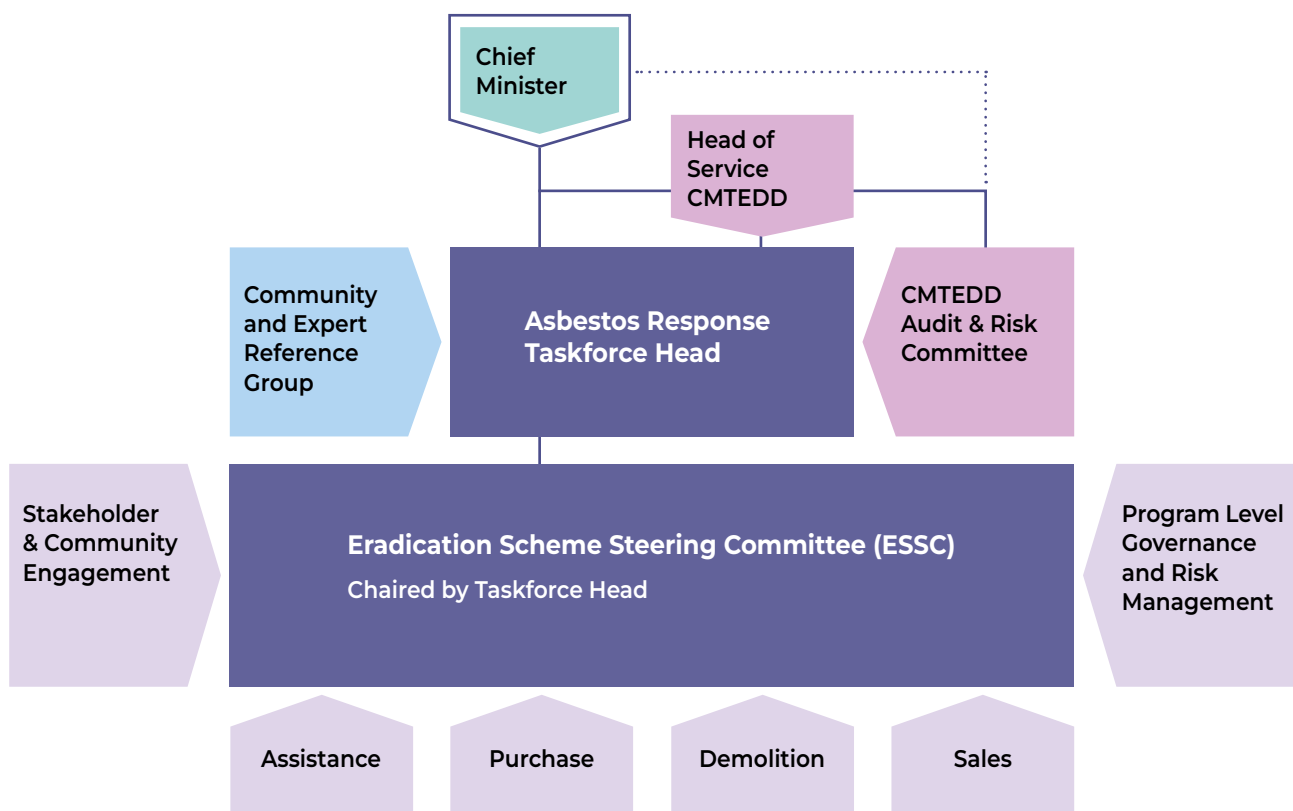 Chief
Minister
Head of
Service
CMTEDD
Community
and Expert
Reference
Group
Asbestos Response
Taskforce Head
CMTEDD
Audit & Risk
Committee
Stakeholder
& Community
Engagement
Eradication Scheme Steering Committee (ESSC)
Chaired by Taskforce Head
Program Level
Governance
and Risk
Management
Assistance
Purchase
Demolition
Sales